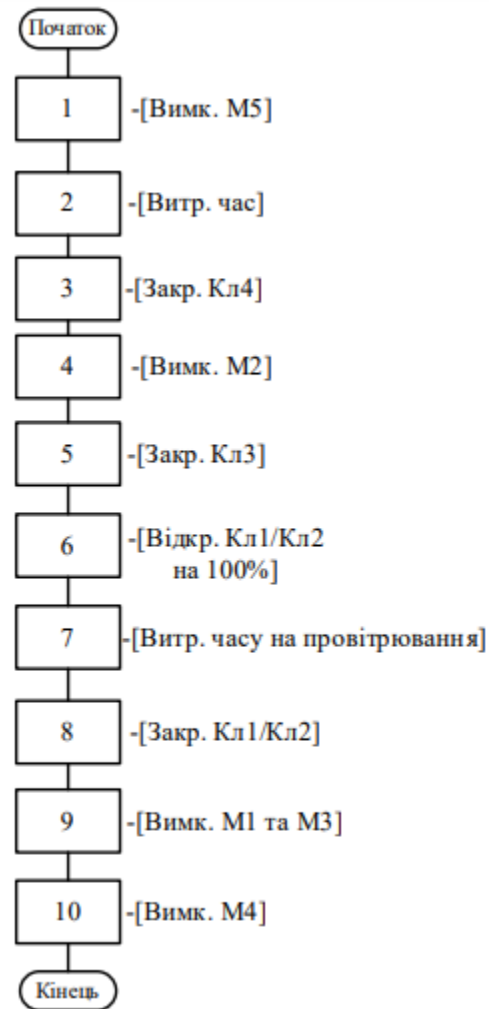 Початок
1 -[Вимк. М5]
2 -[Витр. час]
3 -[Закр. Кл4]
4 -[Вимк. М2]
5 -[Закр. Кл3]
6 -[Відкр. Кл1/Кл2
на 100%]
7 -[Витр. часу на провітрювання]
8 -[Закр. Кл1/Кл2]
9 -[Вимк. М1 та М3]
10 -[Вимк. М4]
Кінець